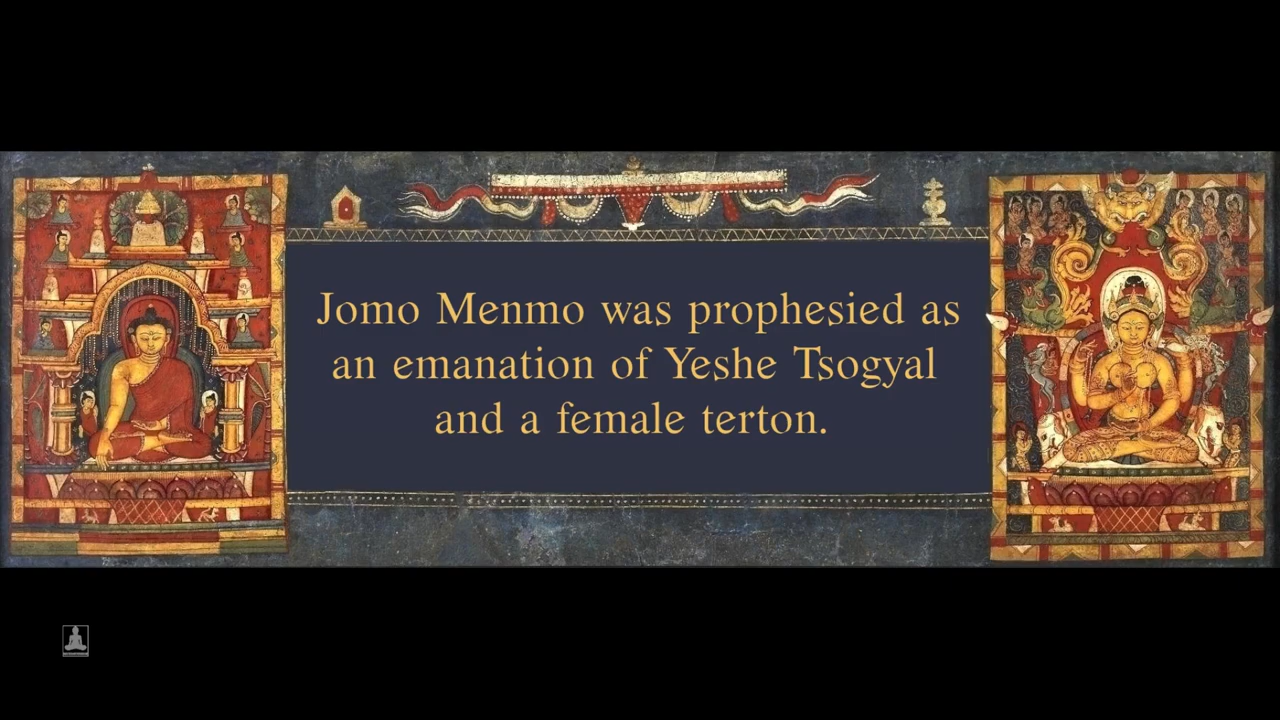 Jomo Menmo was prophesied as
an emanation of Yeshe Tsogyal
and a female terton.